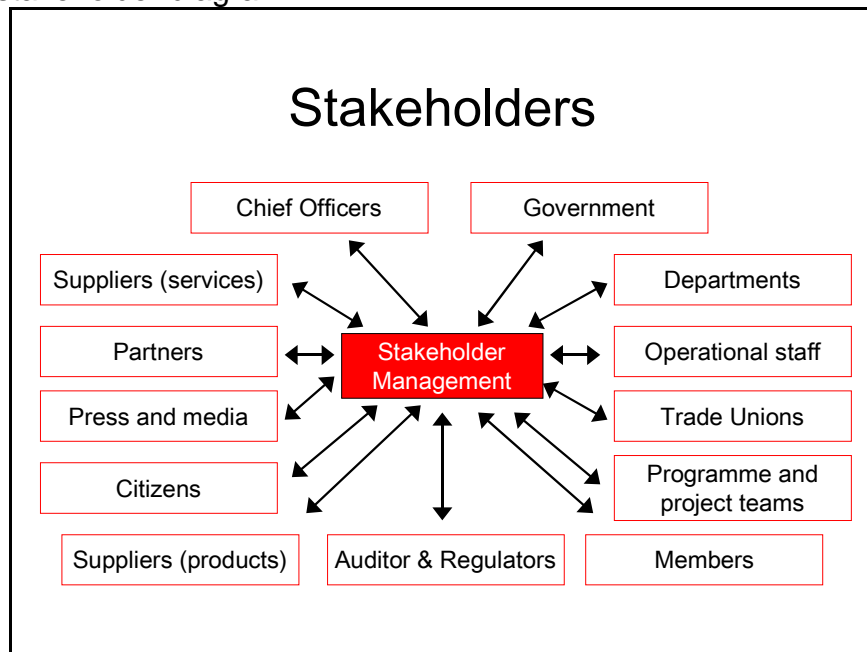 Stakeholders
Chief Officers
Government
Suppliers (services)
Departments
Partners
Stakeholder
Management
Operational staff
Press and media
Trade Unions
Citizens
Programme and
project teams
Suppliers (products)
Auditor & Regulators
Members